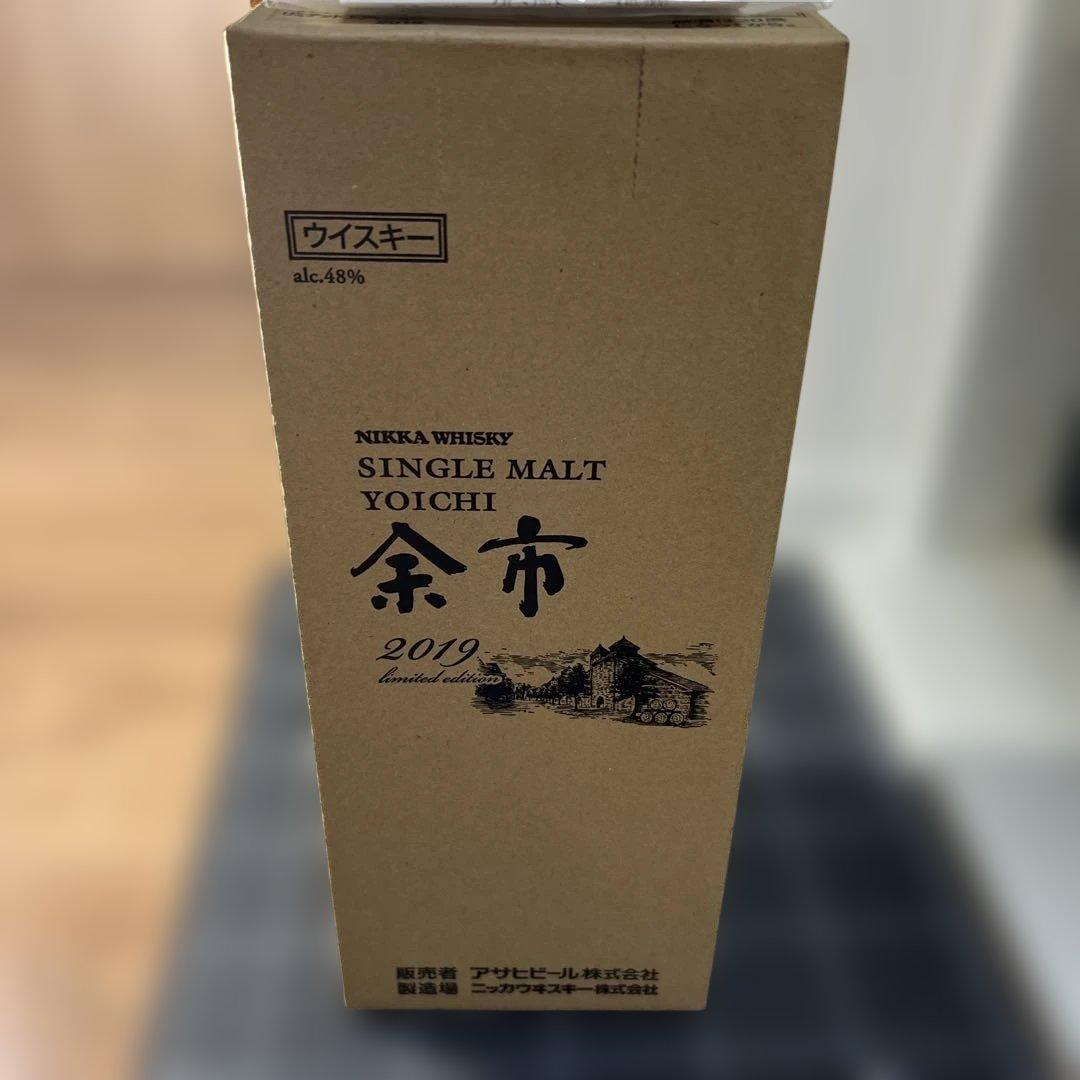 ウイスキー
alc.48%
NIKKA WHISKY
SINGLE MALT
YOICHI
余市
2019
limited edition
販売者 アサヒビール株式会社
製造場 ニッカウヰスキー株式会社